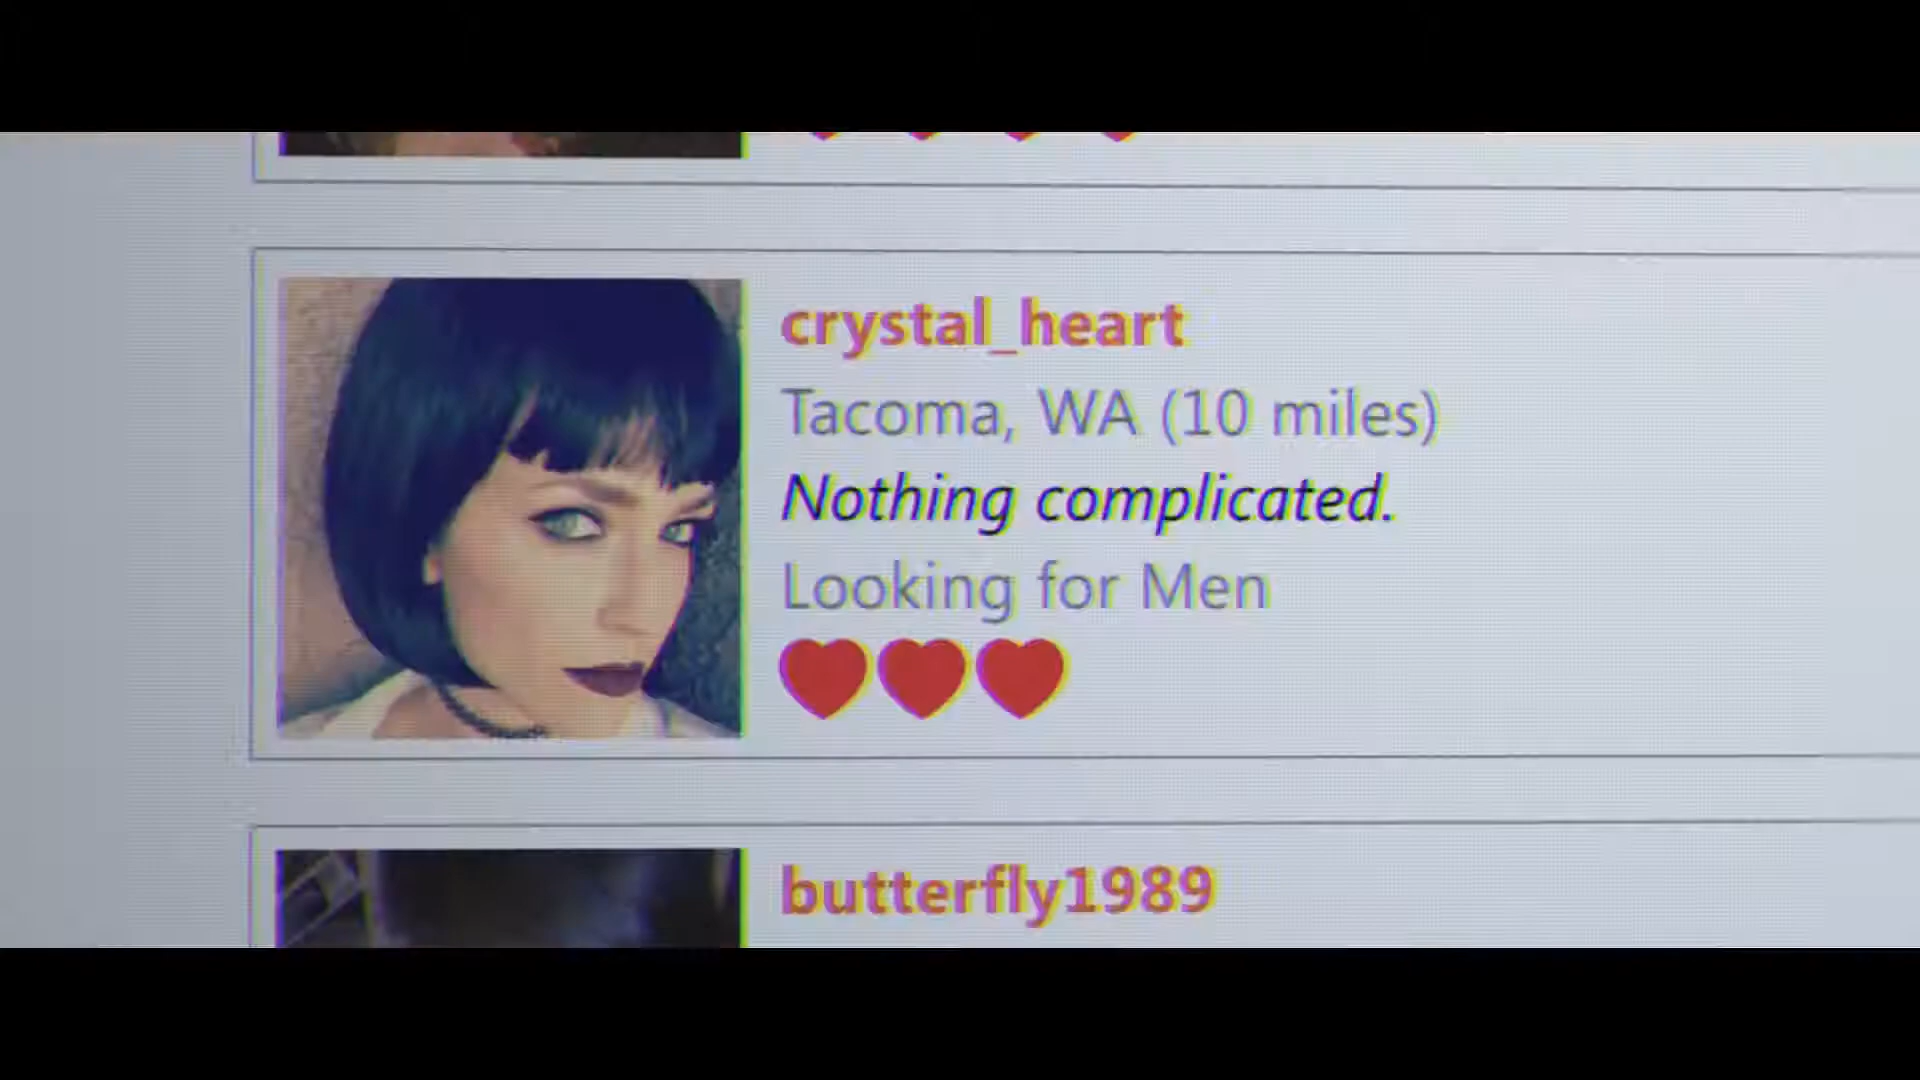 crystal_heart
Tacoma, WA (10 miles)
Nothing complicated.
Looking for Men
butterfly1989